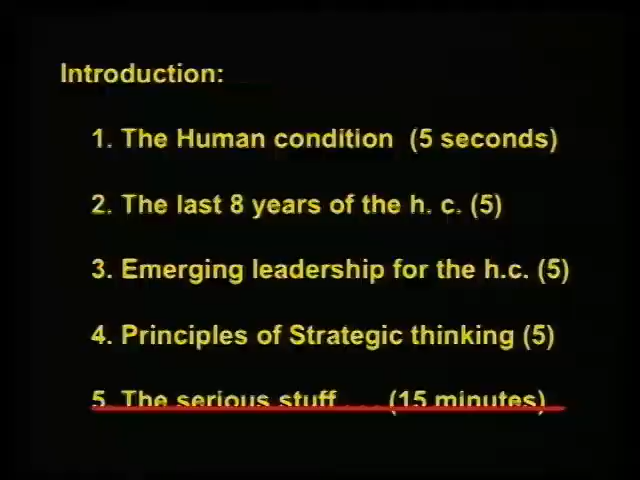 Introduction:
1. The Human condition (5 seconds)
2. The last 8 years of the h. c. (5)
3. Emerging leadership for the h.c. (5)
4. Principles of Strategic thinking (5)
5. The serious stuff . . . (15 minutes)